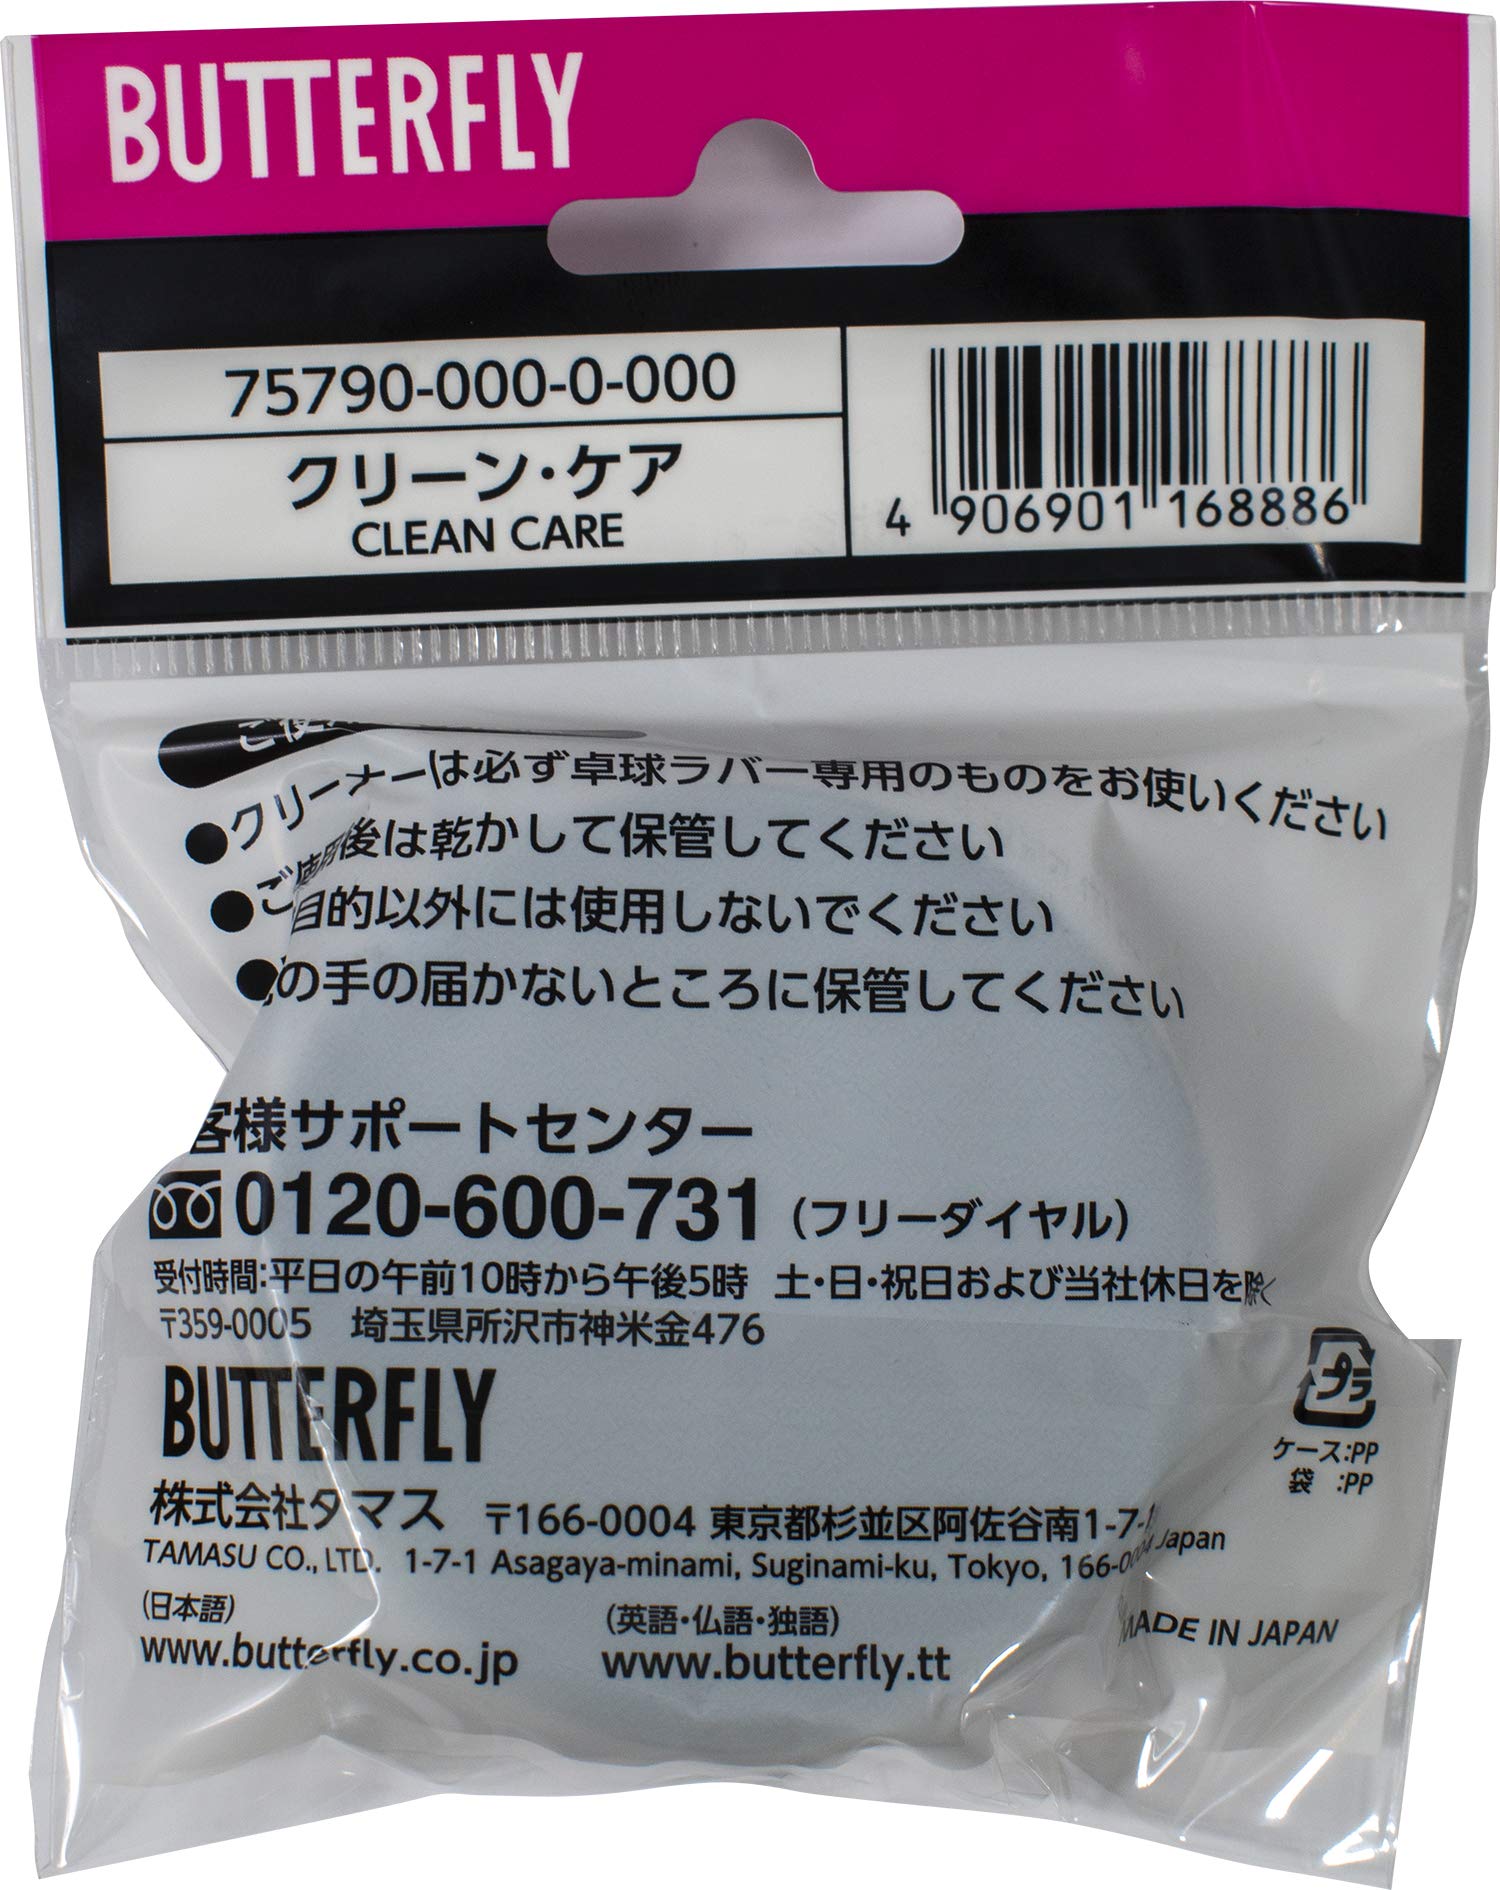 BUTTERFLY
75790-000-0-000
クリーン・ケア
CLEAN CARE
4 906901 168886
ご使用
●クリーナーは必ず卓球ラバー専用のものをお使いください
●ご使用後は乾かして保管してください
●目的以外には使用しないでください
の手の届かないところに保管してください
客様サポートセンター
0120-600-731 (フリーダイヤル)
受付時間:平日の午前10時から午後5時 土・日・祝日および当社休日を除く
〒359-0005 埼玉県所沢市神米金476
プラ
BUTTERFLY
ケース:PP
袋 :PP
株式会社タマス 〒166-0004 東京都杉並区阿佐谷南1-7-1
TAMASU CO., LTD. 1-7-1 Asagaya-minami, Suginami-ku, Tokyo, 166-0004 Japan
(日本語) (英語・仏語・独語)
www.butterfly.co.jp www.butterfly.tt
MADE IN JAPAN